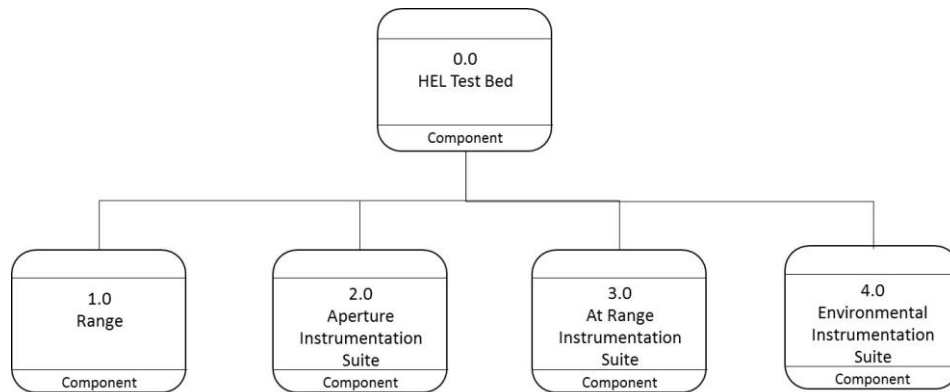 0.0
HEL Test Bed
Component
1.0
Range
Component
2.0
Aperture
Instrumentation
Suite
Component
3.0
At Range
Instrumentation
Suite
Component
4.0
Environmental
Instrumentation
Suite
Component